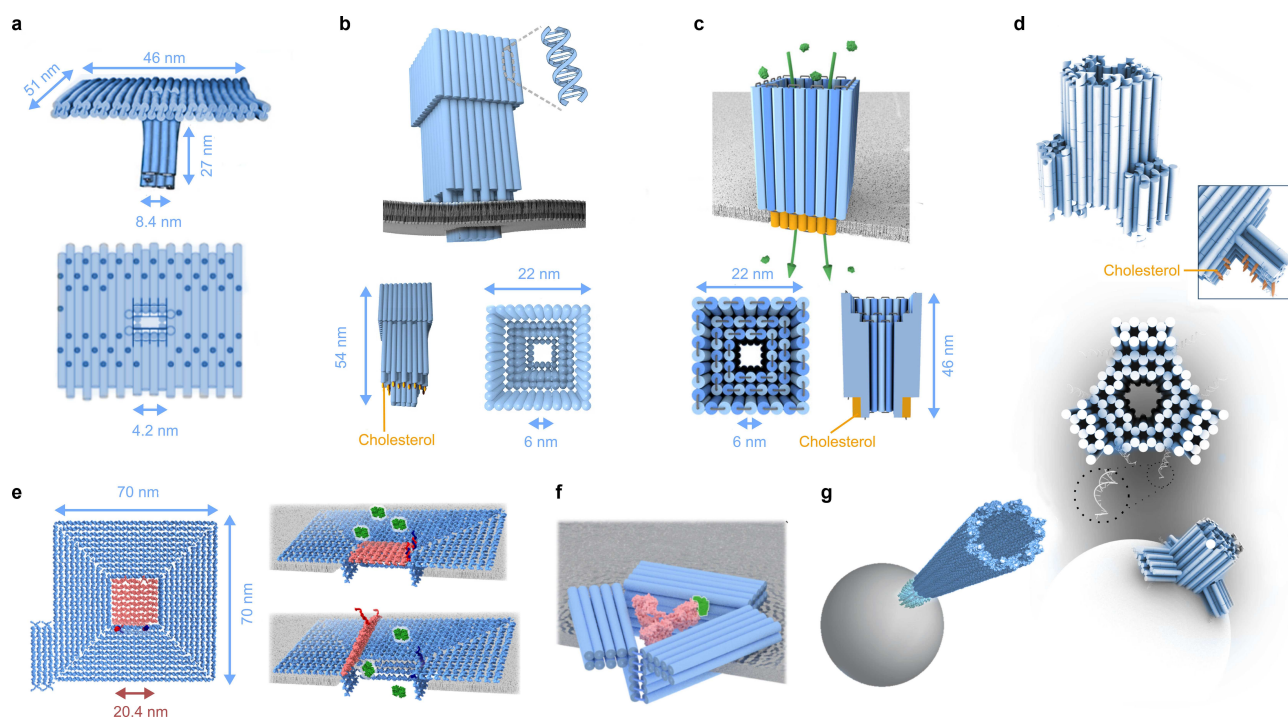 a
46 nm
51 nm
27 nm
8.4 nm
4.2 nm
b
54 nm
22 nm
Cholesterol
6 nm
c
22 nm
46 nm
6 nm
Cholesterol
d
Cholesterol
e
70 nm
70 nm
20.4 nm
f
g